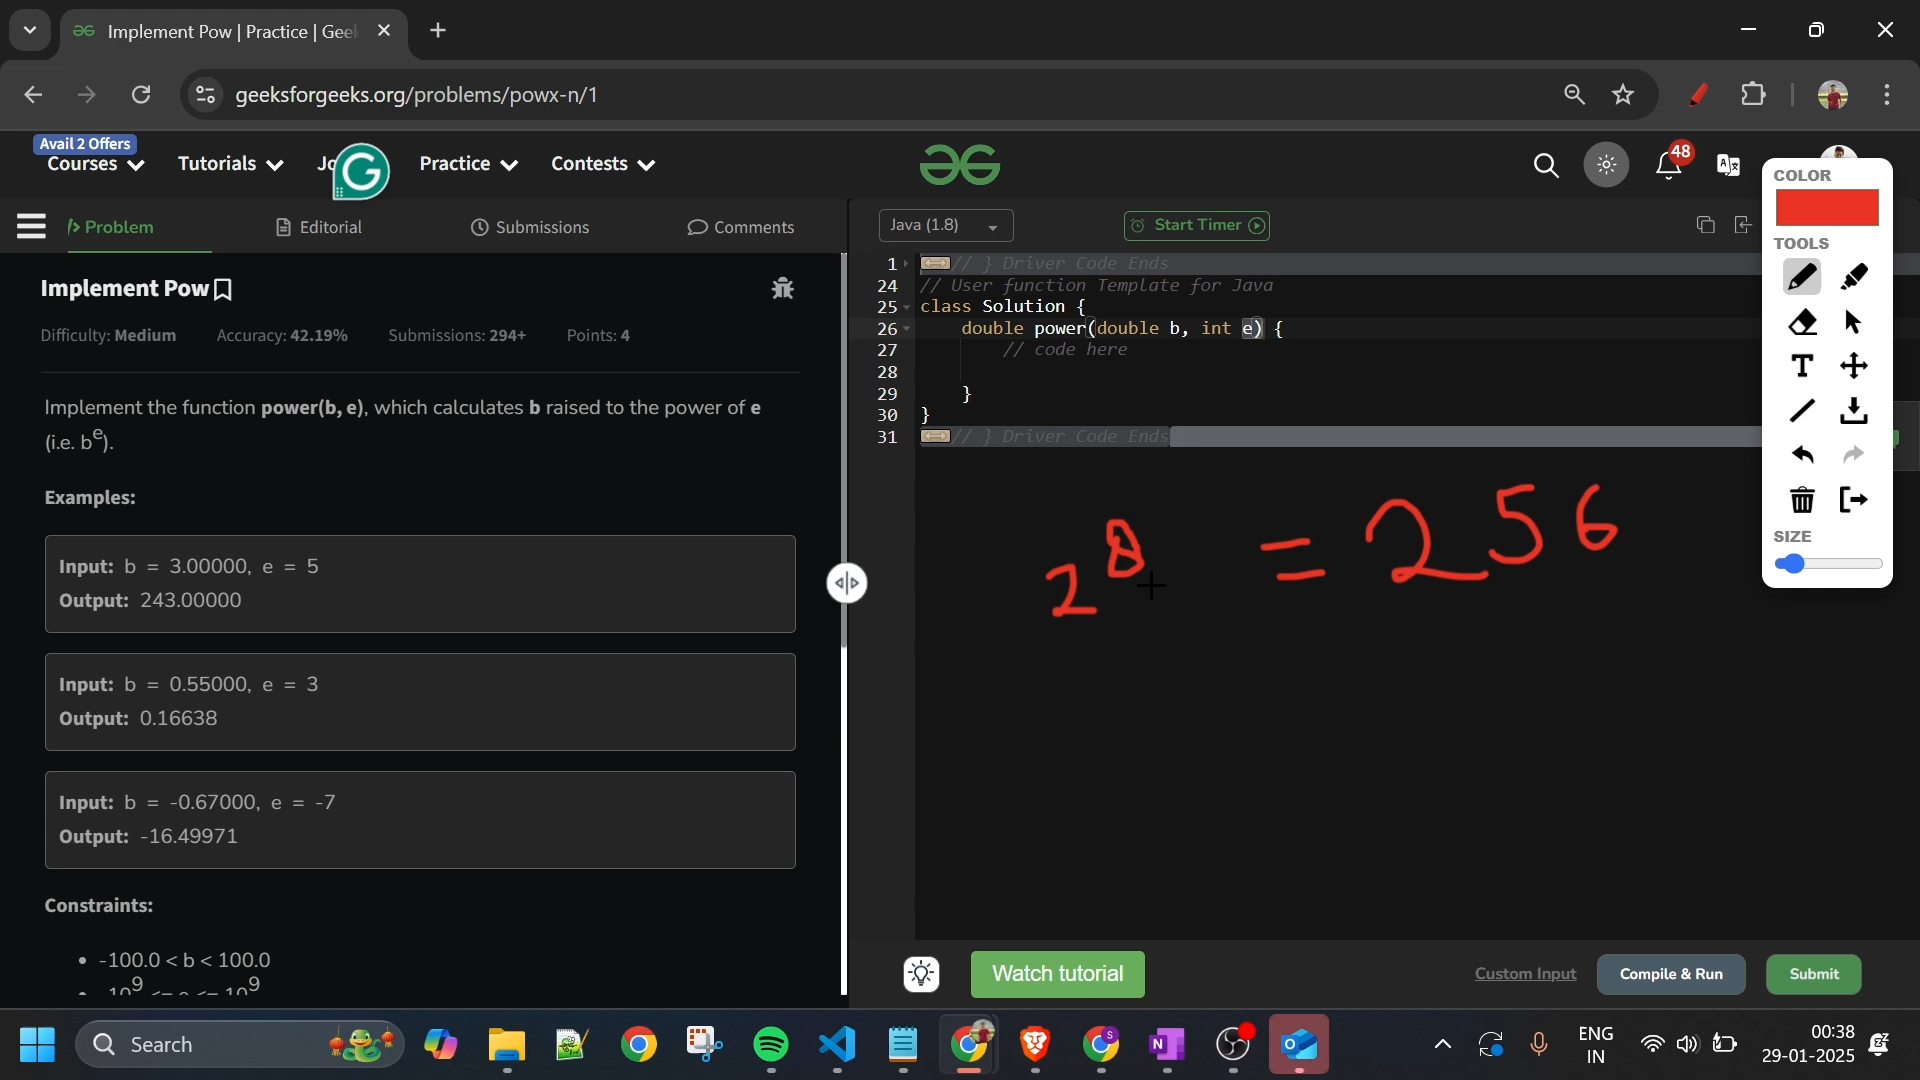 Implement Pow | Practice | Gee
geeksforgeeks.org/problems/powx-n/1
Avail 2 Offers
Courses Tutorials Jo Practice Contests 48
Problem Editorial Submissions Comments
Implement Pow
Difficulty: Medium Accuracy: 42.19% Submissions: 294+ Points: 4
Implement the function power(b, e), which calculates b raised to the power of e
(i.e. bᵉ).
Examples:
Input: b = 3.00000, e = 5
Output: 243.00000
Input: b = 0.55000, e = 3
Output: 0.16638
Input: b = -0.67000, e = -7
Output: -16.49971
Constraints:
• -100.0 < b < 100.0
• -10⁹ <= e <= 10⁹
Java (1.8) Start Timer
1 // } Driver Code Ends
24 // User function Template for Java
25 class Solution {
26 double power(double b, int e) {
27 // code here
28
29 }
30 }
31 // } Driver Code Ends
2⁸ = 256
COLOR
TOOLS
T
SIZE
Watch tutorial Custom Input Compile & Run Submit
Search
ENG
IN
00:38
29-01-2025